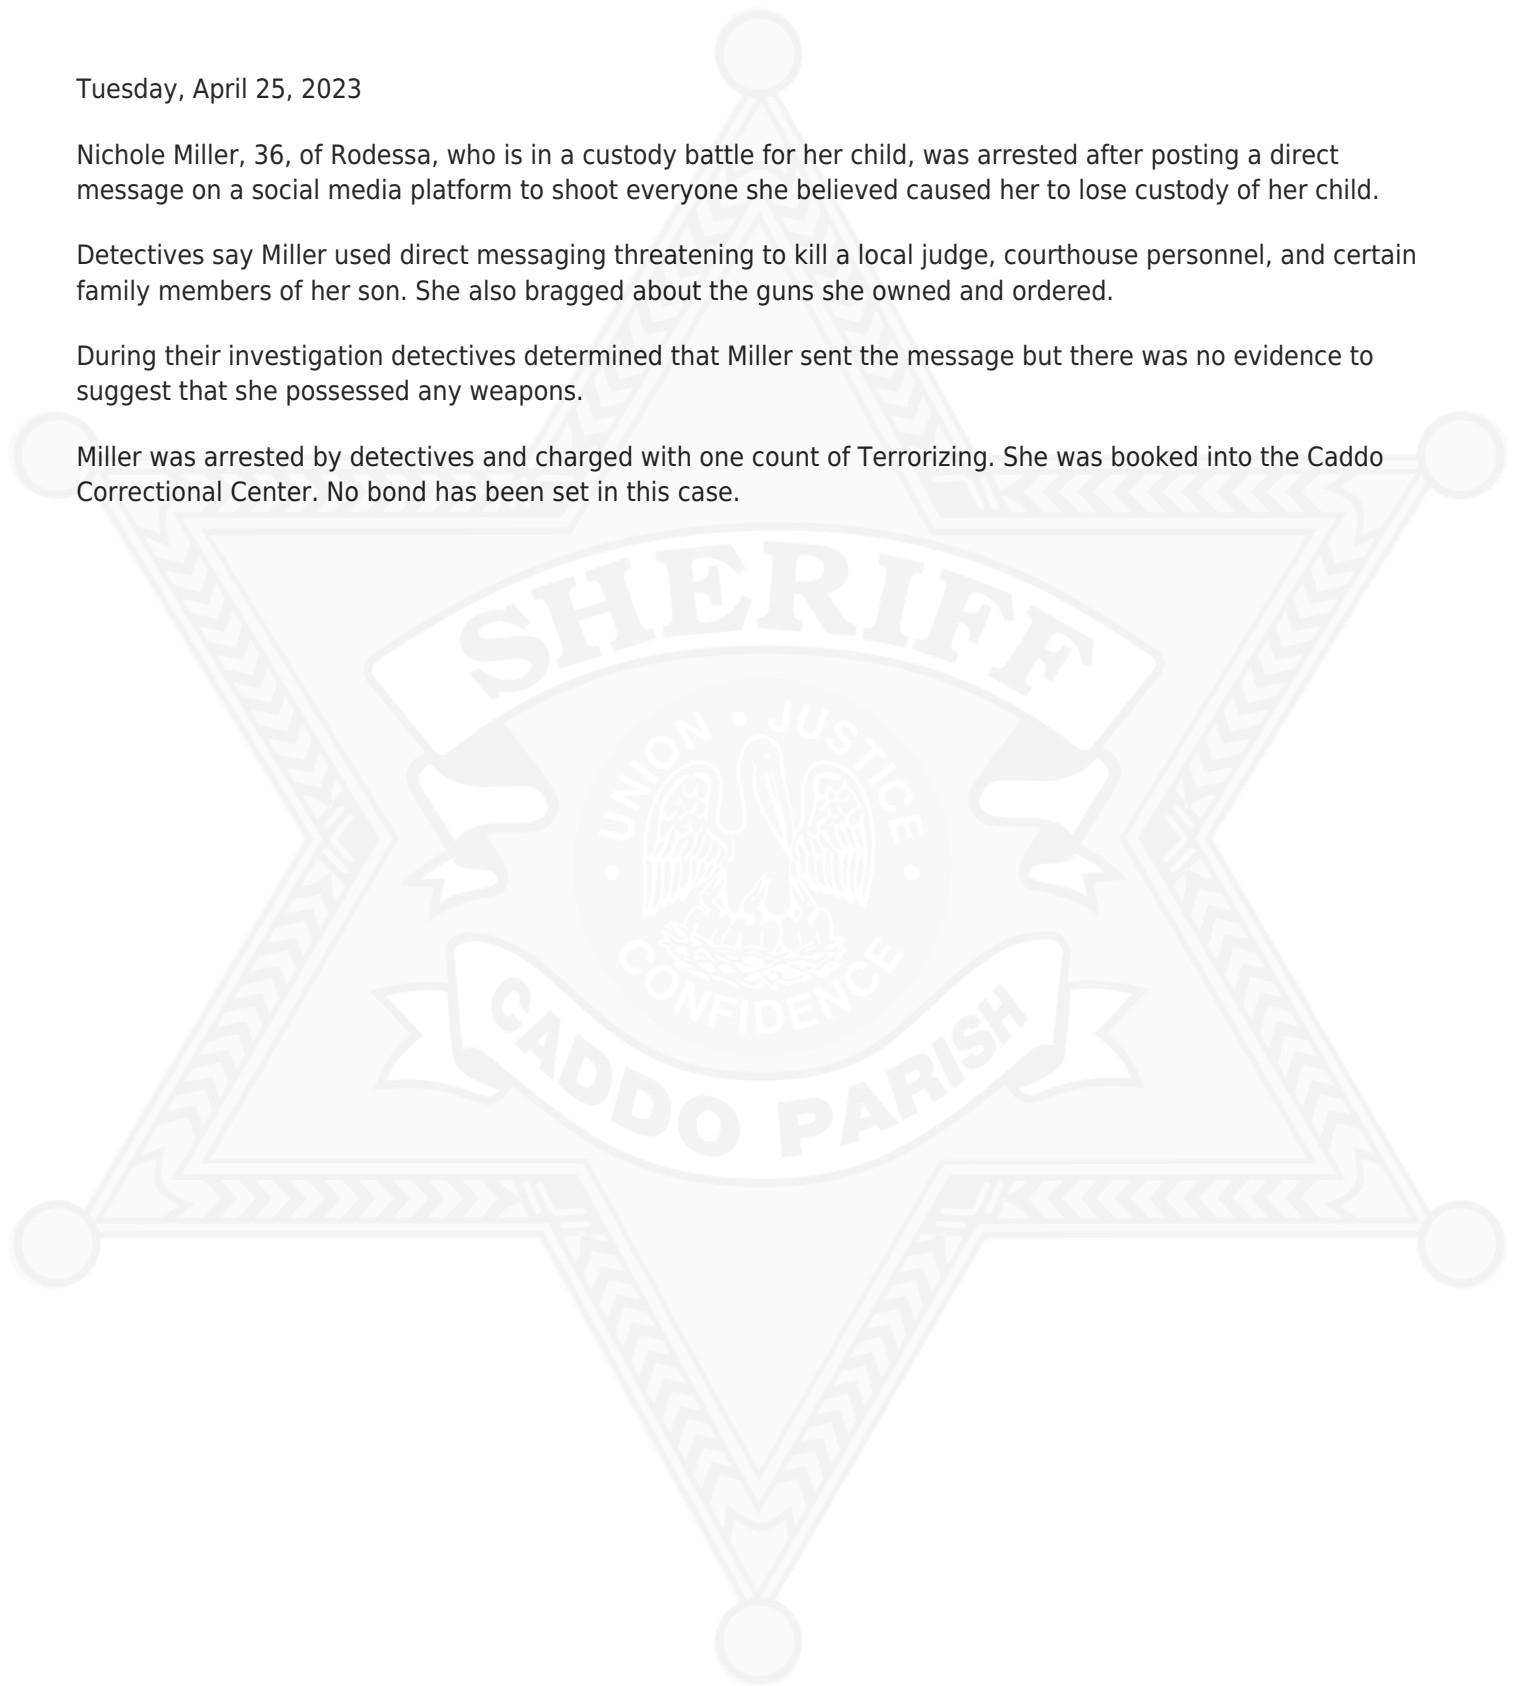 Tuesday, April 25, 2023
Nichole Miller, 36, of Rodessa, who is in a custody battle for her child, was arrested after posting a direct
message on a social media platform to shoot everyone she believed caused her to lose custody of her child.
Detectives say Miller used direct messaging threatening to kill a local judge, courthouse personnel, and certain
family members of her son. She also bragged about the guns she owned and ordered.
During their investigation detectives determined that Miller sent the message but there was no evidence to
suggest that she possessed any weapons.
Miller was arrested by detectives and charged with one count of Terrorizing. She was booked into the Caddo
Correctional Center. No bond has been set in this case.
SHERIFF
UNION • JUSTICE
• CONFIDENCE •
CADDO PARISH